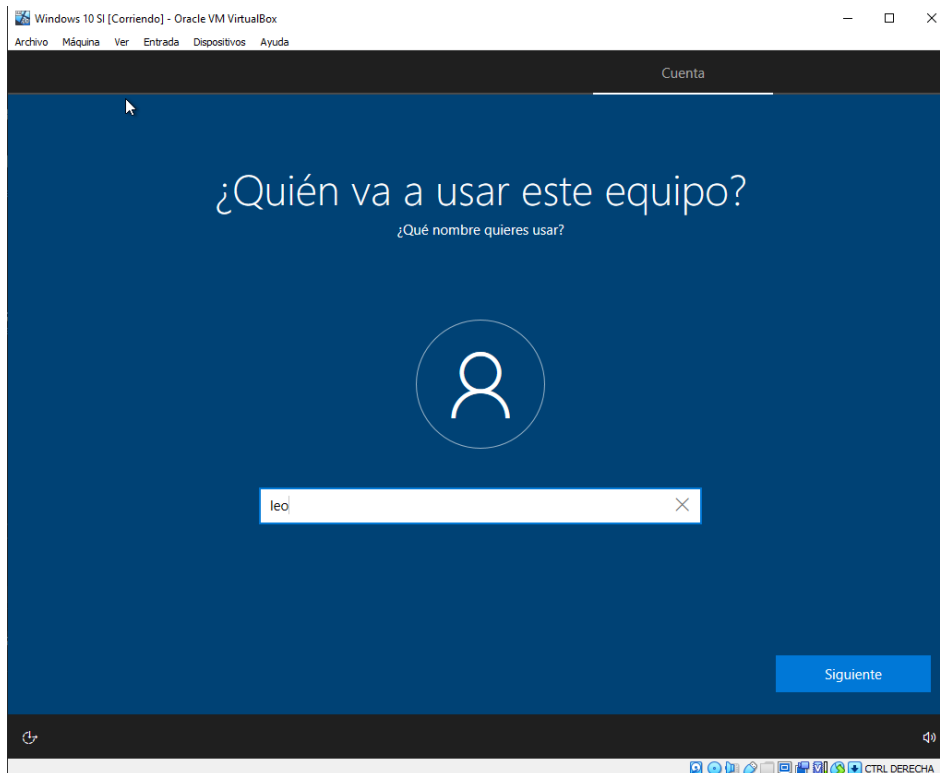 Windows 10 SI [Corriendo] - Oracle VM VirtualBox
Archivo Máquina Ver Entrada Dispositivos Ayuda
Cuenta
¿Quién va a usar este equipo?
¿Qué nombre quieres usar?
leo
Siguiente
CTRL DERECHA